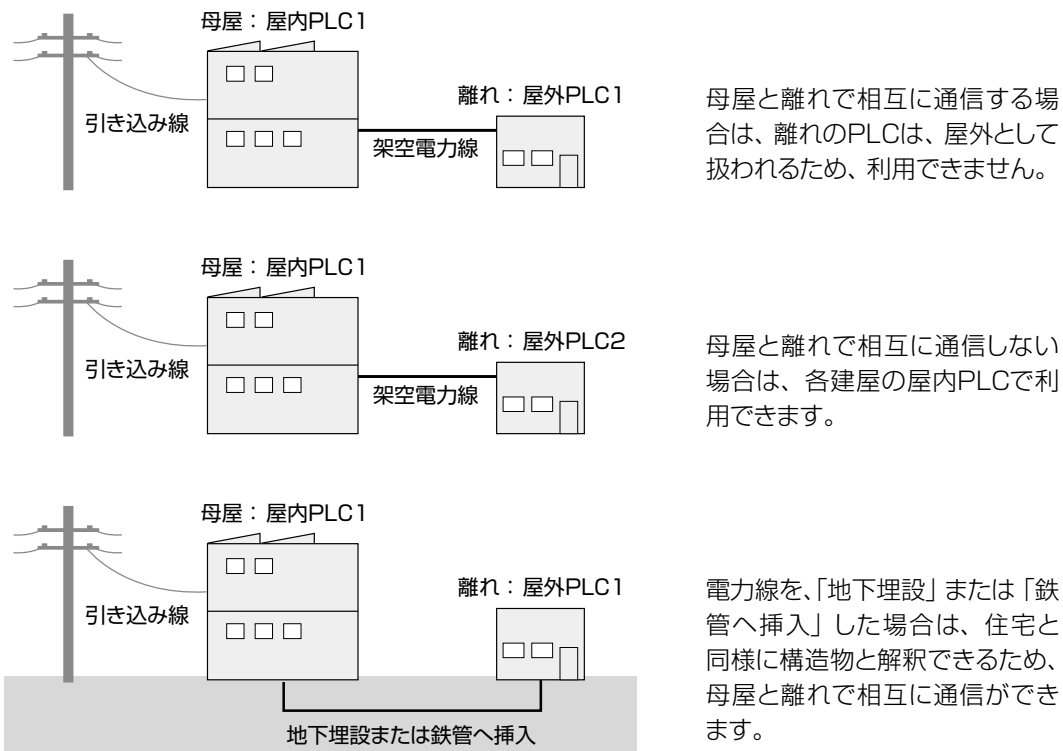 母屋：屋内PLC1
離れ：屋外PLC1
引き込み線
架空電力線
母屋と離れで相互に通信する場
合は、離れのPLCは、屋外として
扱われるため、利用できません。
母屋：屋内PLC1
離れ：屋外PLC2
引き込み線
架空電力線
母屋と離れで相互に通信しない
場合は、各建屋の屋内PLCで利
用できます。
母屋：屋内PLC1
離れ：屋外PLC1
引き込み線
地下埋設または鉄管へ挿入
電力線を、「地下埋設」または「鉄
管へ挿入」した場合は、住宅と
同様に構造物と解釈できるため、
母屋と離れで相互に通信ができ
ます。